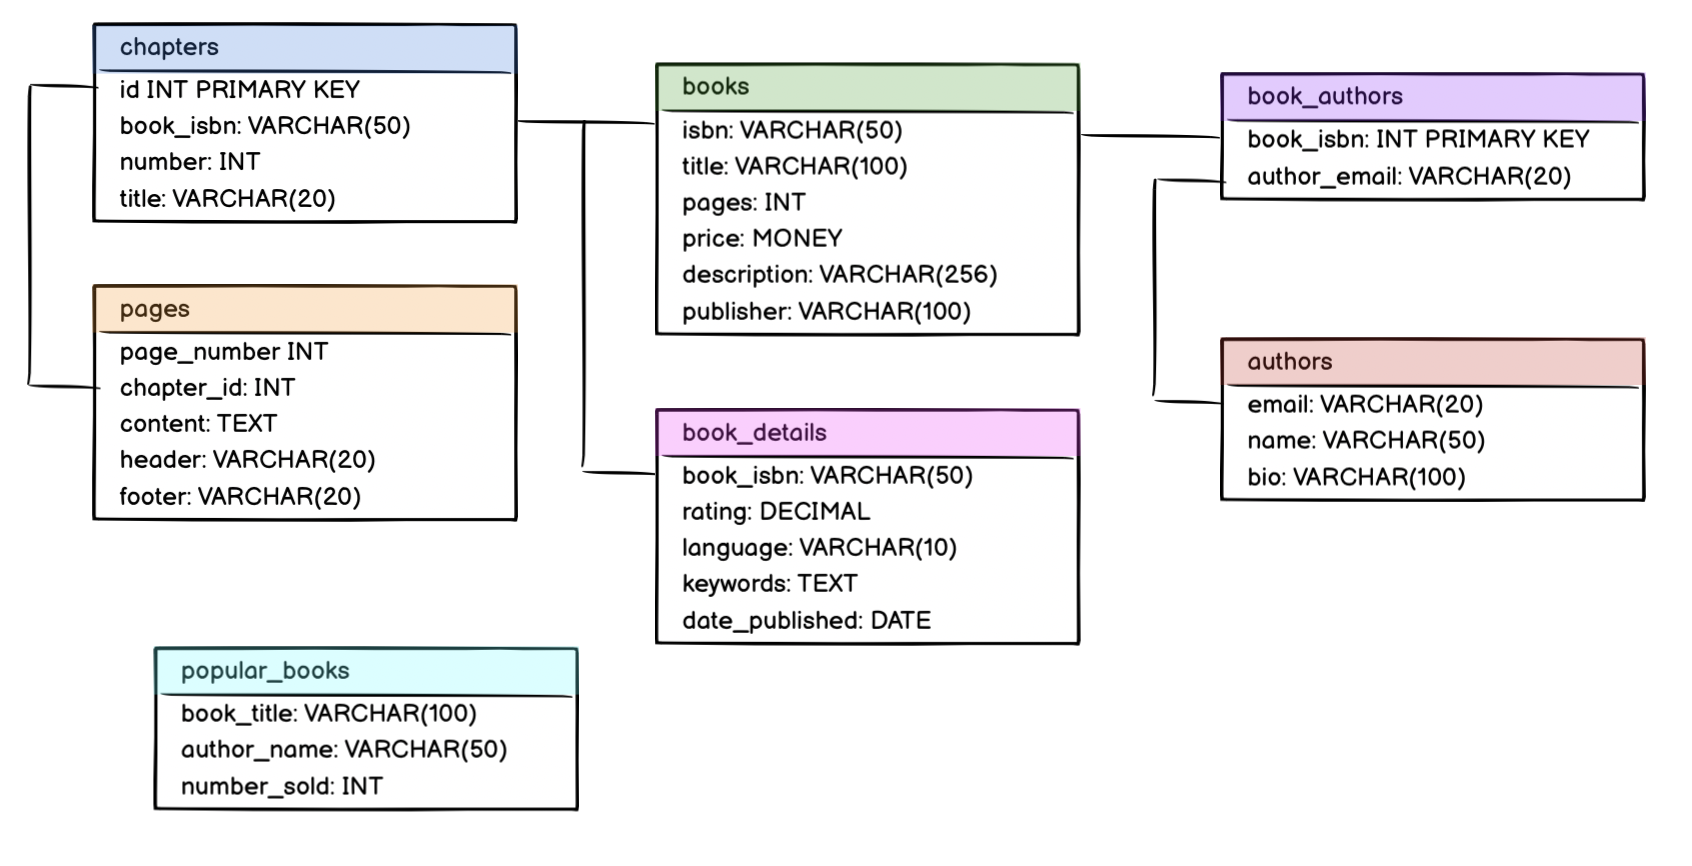 chapters
id INT PRIMARY KEY
book_isbn: VARCHAR(50)
number: INT
title: VARCHAR(20)
pages
page_number INT
chapter_id: INT
content: TEXT
header: VARCHAR(20)
footer: VARCHAR(20)
popular_books
book_title: VARCHAR(100)
author_name: VARCHAR(50)
number_sold: INT
books
isbn: VARCHAR(50)
title: VARCHAR(100)
pages: INT
price: MONEY
description: VARCHAR(256)
publisher: VARCHAR(100)
book_details
book_isbn: VARCHAR(50)
rating: DECIMAL
language: VARCHAR(10)
keywords: TEXT
date_published: DATE
book_authors
book_isbn: INT PRIMARY KEY
author_email: VARCHAR(20)
authors
email: VARCHAR(20)
name: VARCHAR(50)
bio: VARCHAR(100)